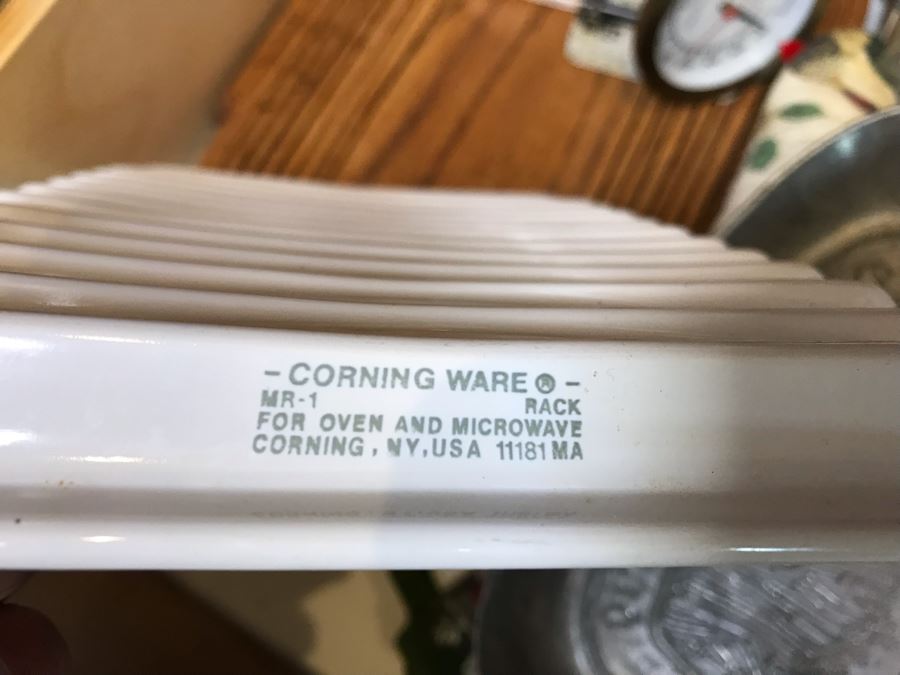 - CORNING WARE ® -
MR-1 RACK
FOR OVEN AND MICROWAVE
CORNING, NY, USA 11181 MA